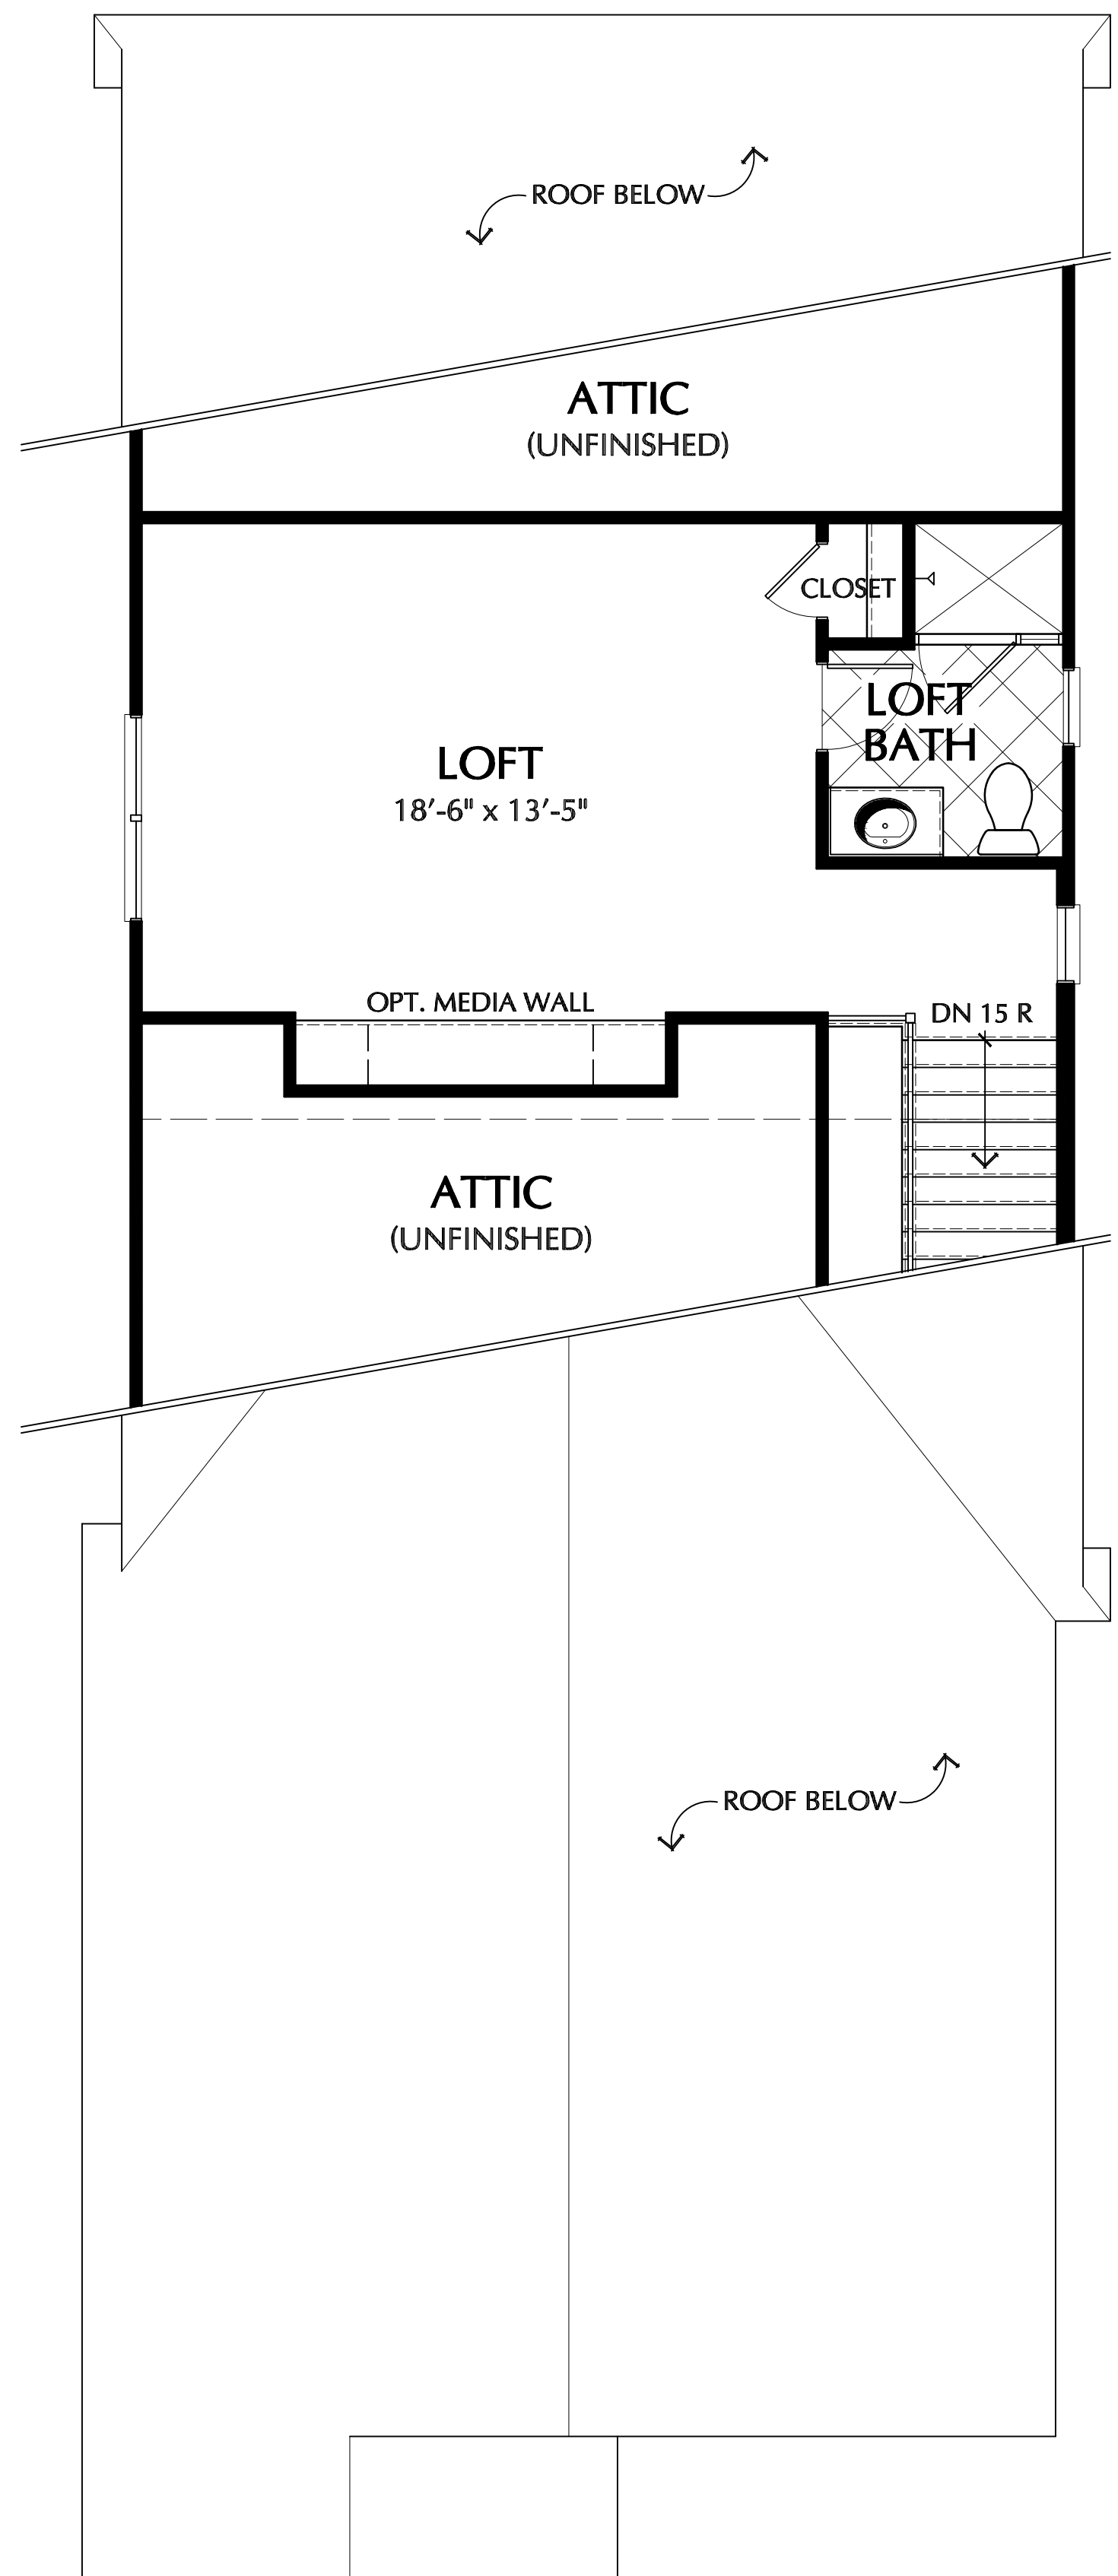 ROOF BELOW
ATTIC
(UNFINISHED)
CLOSET
LOFT
BATH
LOFT
18'-6" x 13'-5"
OPT. MEDIA WALL
DN 15 R
ATTIC
(UNFINISHED)
ROOF BELOW